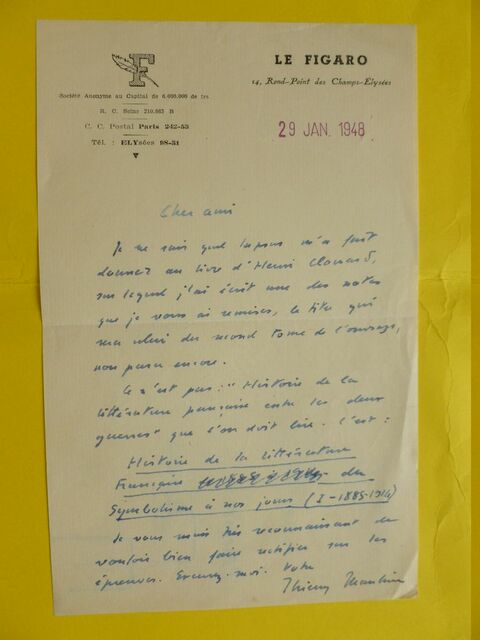 F
Société Anonyme au Capital de 6.000.000 de frs
R. C. Seine 210.663 B
C. C. Postal Paris 242-53
Tél. : ELYsées 98-31
LE FIGARO
14, Rond-Point des Champs-Elysées
29 JAN. 1948
Cher ami
Je ne sais quel lapsus m'a fait
donner au livre d'Henri Clouard,
sur lequel j'ai écrit une des notes
que je vous ai remises, le titre qui
sera celui du second tome de l'ouvrage,
non paru encore.
Ce n'est pas : "Histoire de la
littérature française entre les deux
guerres" que l'on doit lire. C'est :
Histoire de la littérature
Française du
Symbolisme à nos jours (I - 1885-1914)
Je vous serais très reconnaissant de
vouloir bien faire rectifier sur les
épreuves. Excusez-moi. Votre
Thierry Maulnier